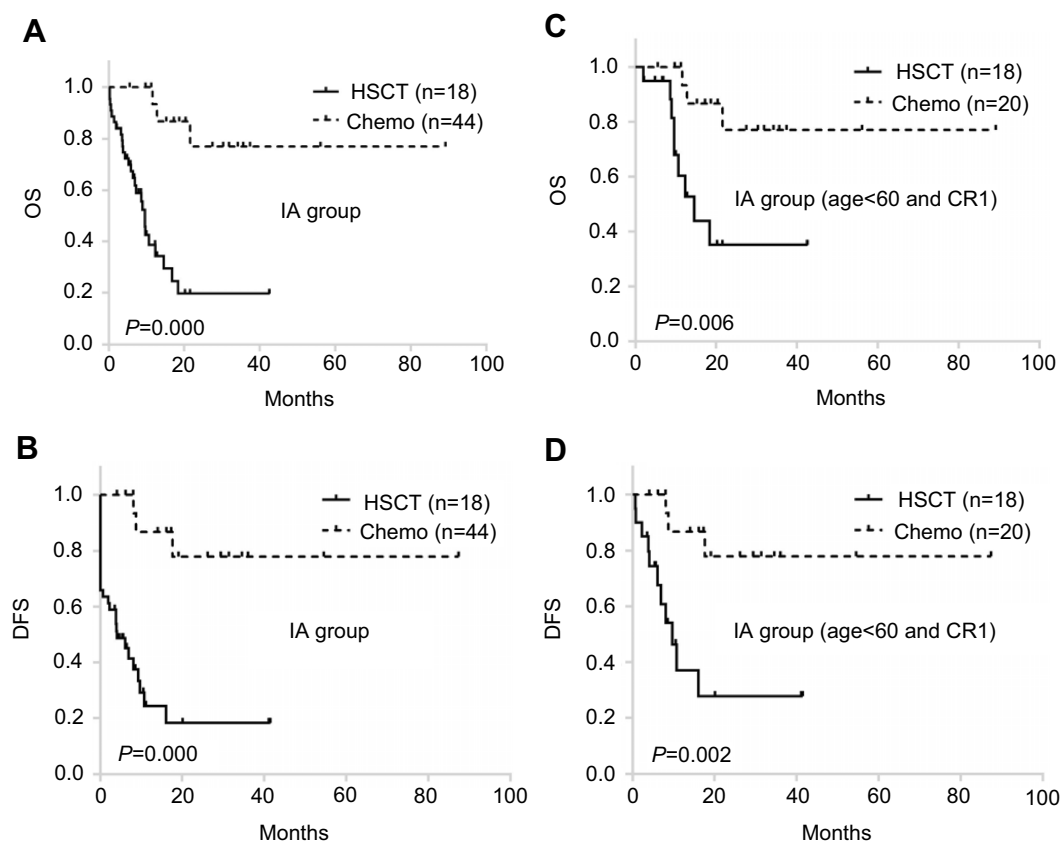 A
OS
1.0
0.8
0.6
0.4
0.2
0.0
HSCT (n=18)
Chemo (n=44)
IA group
P=0.000
0 20 40 60 80 100
Months
C
OS
1.0
0.8
0.6
0.4
0.2
0.0
HSCT (n=18)
Chemo (n=20)
IA group (age<60 and CR1)
P=0.006
0 20 40 60 80 100
Months
B
DFS
1.0
0.8
0.6
0.4
0.2
0.0
HSCT (n=18)
Chemo (n=44)
IA group
P=0.000
0 20 40 60 80 100
Months
D
DFS
1.0
0.8
0.6
0.4
0.2
0.0
HSCT (n=18)
Chemo (n=20)
IA group (age<60 and CR1)
P=0.002
0 20 40 60 80 100
Months